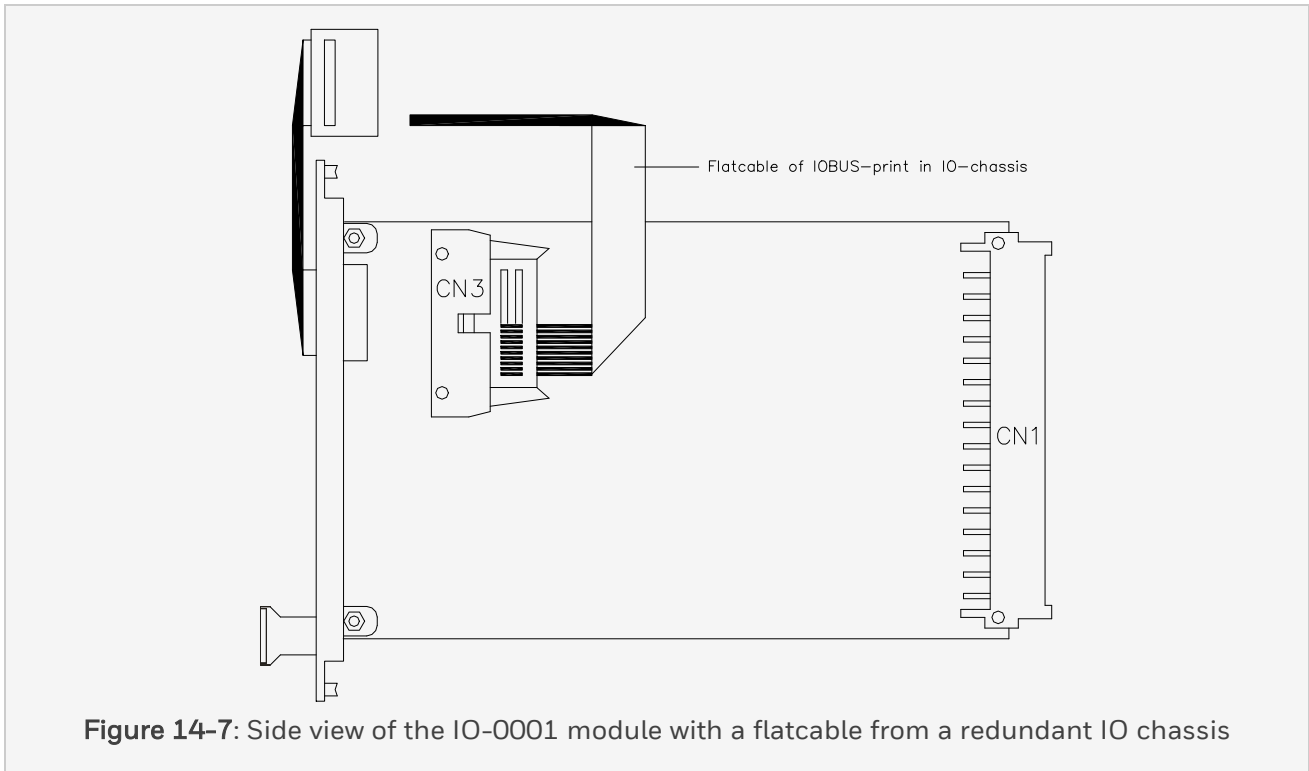 Flatcable of IOBUS-print in IO-chassis
CN3
CN1
Figure 14-7: Side view of the IO-0001 module with a flatcable from a redundant IO chassis